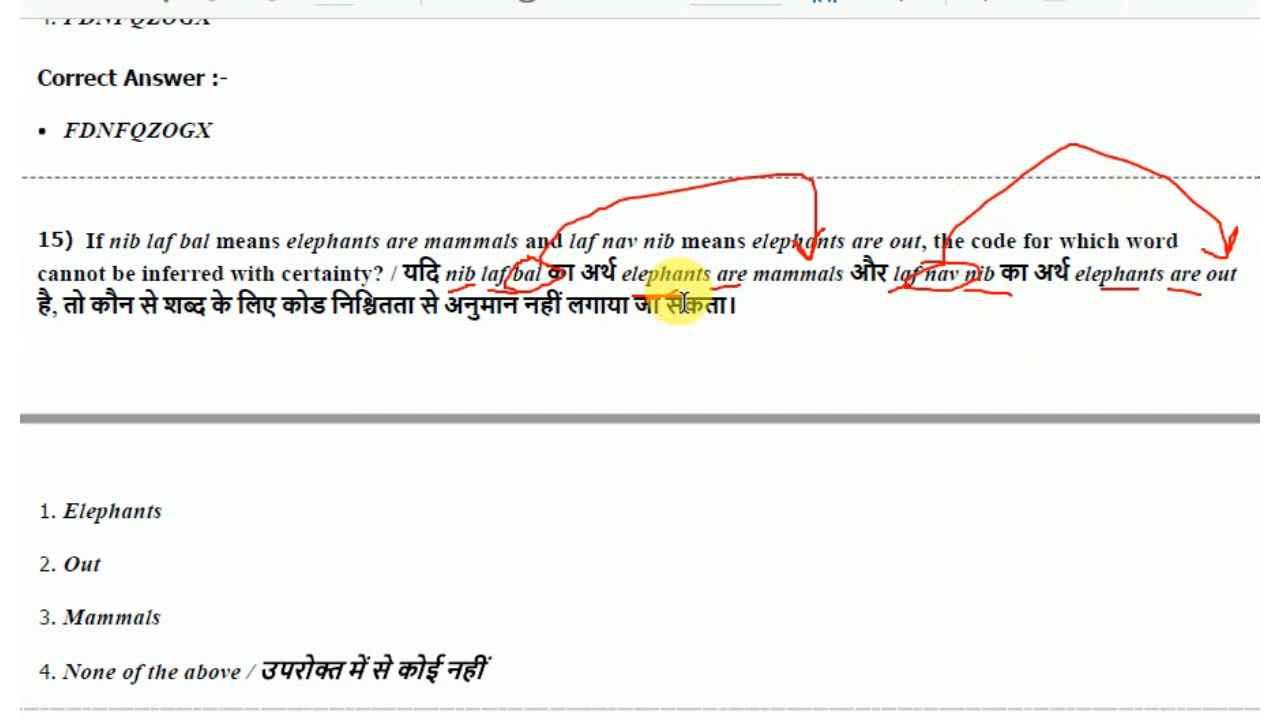 4. FDNFQZOGX
Correct Answer :-
• FDNFQZOGX
15) If nib laf bal means elephants are mammals and laf nav nib means elephants are out, the code for which word
cannot be inferred with certainty? / यदि nib laf bal का अर्थ elephants are mammals और laf nav nib का अर्थ elephants are out
है, तो कौन से शब्द के लिए कोड निश्चितता से अनुमान नहीं लगाया जा सकता।
1. Elephants
2. Out
3. Mammals
4. None of the above / उपरोक्त में से कोई नहीं